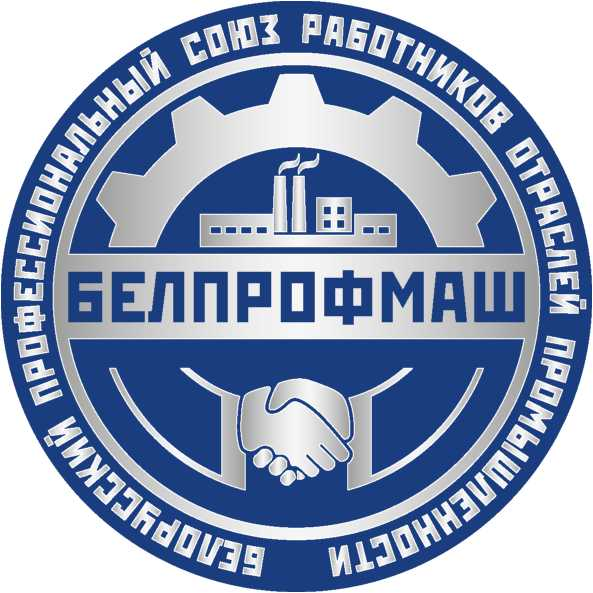 БЕЛОРУССКИЙ ПРОФЕССИОНАЛЬНЫЙ СОЮЗ РАБОТНИКОВ ОТРАСЛЕЙ ПРОМЫШЛЕННОСТИ
БЕЛПРОФМАШ